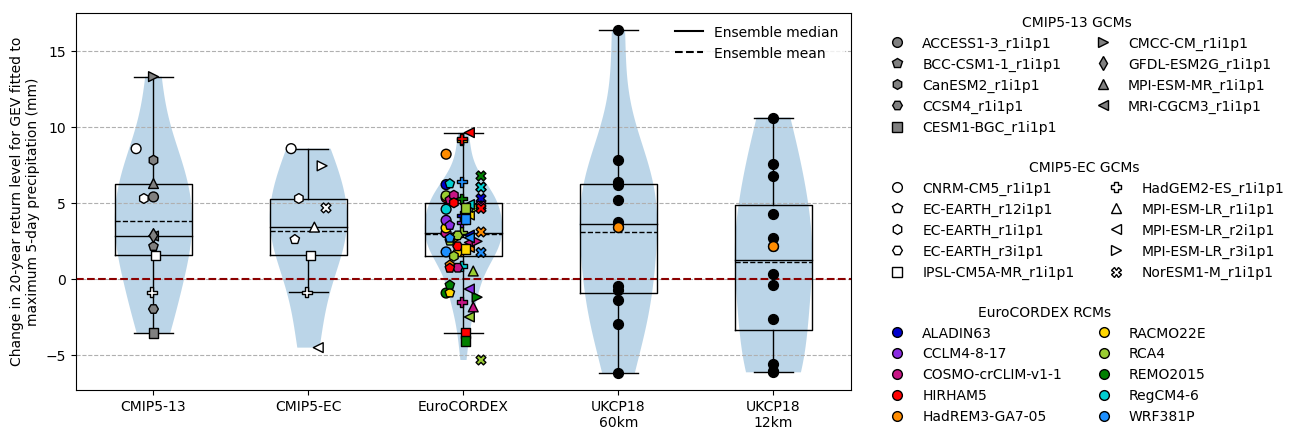 Change in 20-year return level for GEV fitted to
maximum 5-day precipitation (mm)
15
10
5
0
−5
Ensemble median
Ensemble mean
CMIP5-13
CMIP5-EC
EuroCORDEX
UKCP18
60km
UKCP18
12km
CMIP5-13 GCMs
ACCESS1-3_r1i1p1
BCC-CSM1-1_r1i1p1
CanESM2_r1i1p1
CCSM4_r1i1p1
CESM1-BGC_r1i1p1
CMCC-CM_r1i1p1
GFDL-ESM2G_r1i1p1
MPI-ESM-MR_r1i1p1
MRI-CGCM3_r1i1p1
CMIP5-EC GCMs
CNRM-CM5_r1i1p1
EC-EARTH_r12i1p1
EC-EARTH_r1i1p1
EC-EARTH_r3i1p1
IPSL-CM5A-MR_r1i1p1
HadGEM2-ES_r1i1p1
MPI-ESM-LR_r1i1p1
MPI-ESM-LR_r2i1p1
MPI-ESM-LR_r3i1p1
NorESM1-M_r1i1p1
EuroCORDEX RCMs
ALADIN63
CCLM4-8-17
COSMO-crCLIM-v1-1
HIRHAM5
HadREM3-GA7-05
RACMO22E
RCA4
REMO2015
RegCM4-6
WRF381P